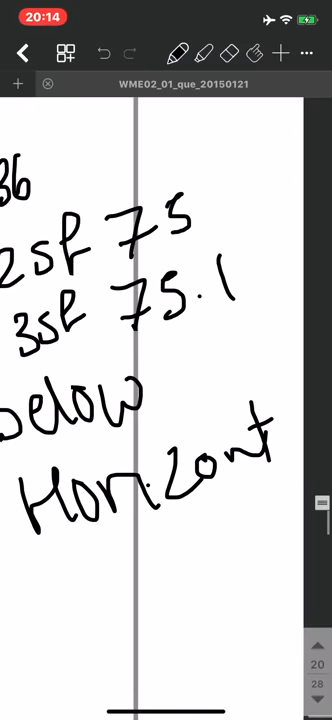 20:14
WME02_01_que_20150121
36
2sf 75
3sf 75.1
below
Horizont
20
28